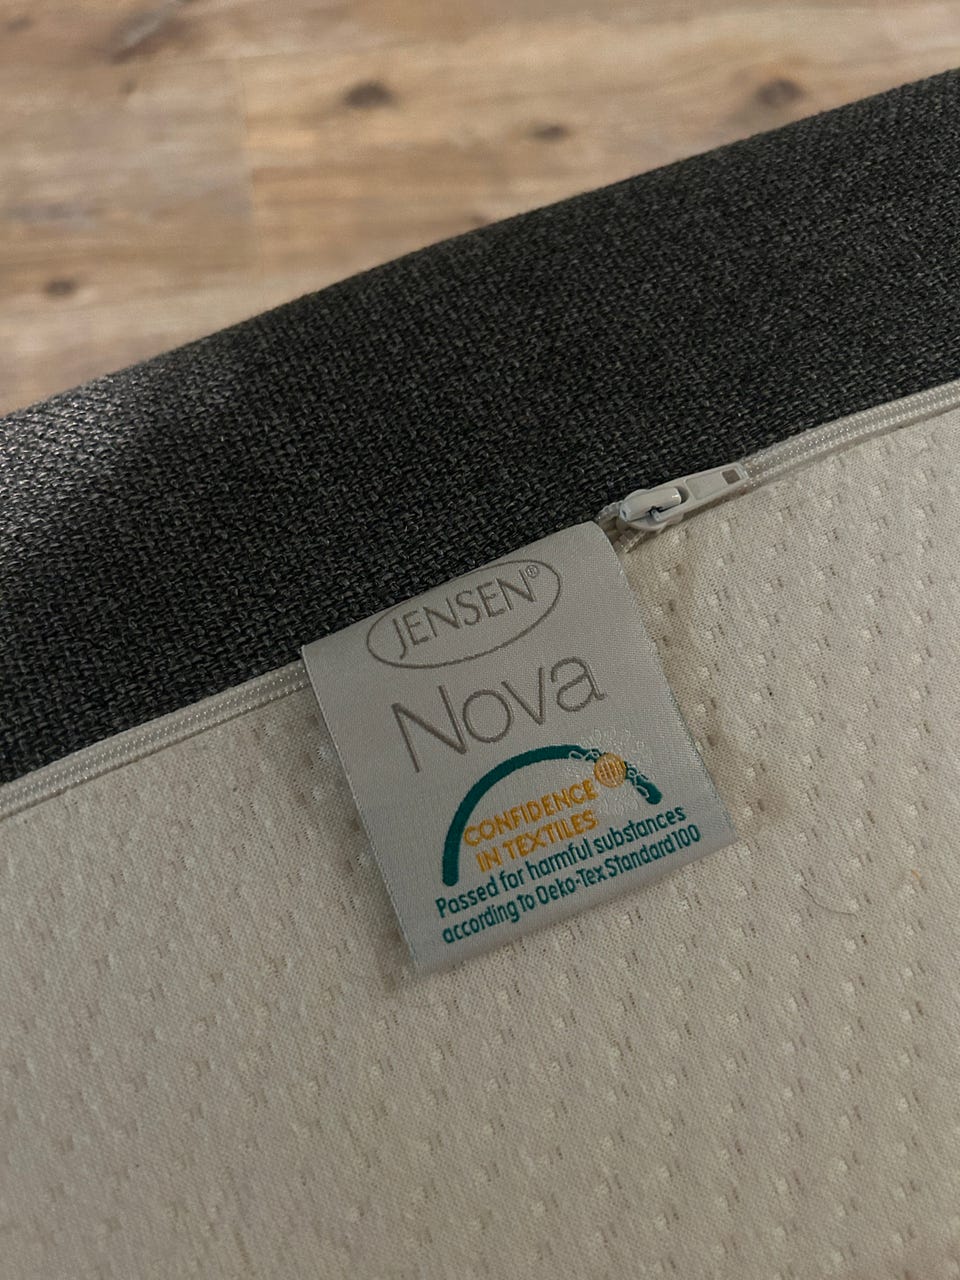 JENSEN®
Nova
CONFIDENCE
IN TEXTILES
Passed for harmful substances
according to Oeko-Tex Standard 100